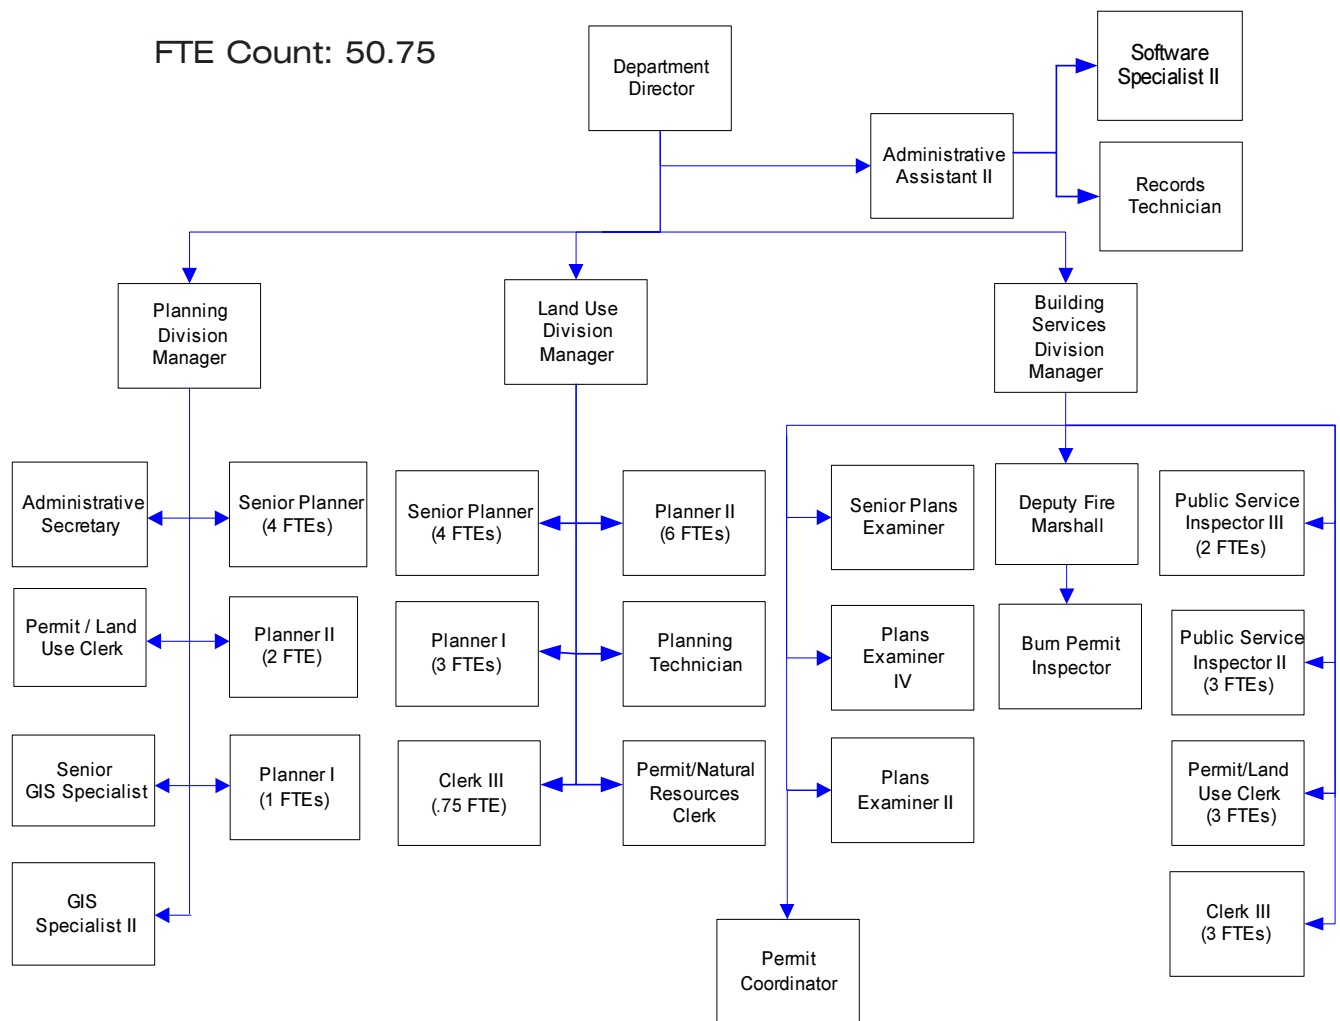 FTE Count: 50.75
Department
Director
Software
Specialist II
Administrative
Assistant II
Records
Technician
Planning
Division
Manager
Land Use
Division
Manager
Building
Services
Division
Manager
Administrative
Secretary
Senior Planner
(4 FTEs)
Permit / Land
Use Clerk
Planner II
(2 FTE)
Senior
GIS Specialist
Planner I
(1 FTEs)
GIS
Specialist II
Senior Planner
(4 FTEs)
Planner II
(6 FTEs)
Planner I
(3 FTEs)
Planning
Technician
Clerk III
(.75 FTE)
Permit/Natural
Resources
Clerk
Senior Plans
Examiner
Plans
Examiner
IV
Plans
Examiner II
Permit
Coordinator
Deputy Fire
Marshall
Burn Permit
Inspector
Public Service
Inspector III
(2 FTEs)
Public Service
Inspector II
(3 FTEs)
Permit/Land
Use Clerk
(3 FTEs)
Clerk III
(3 FTEs)